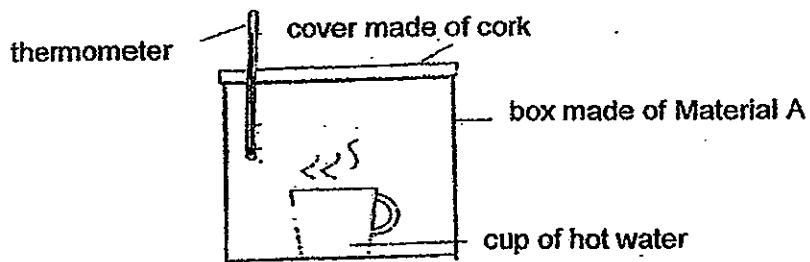 cover made of cork
thermometer
box made of Material A
cup of hot water